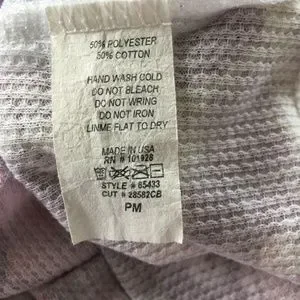 50% POLYESTER
50% COTTON
HAND WASH COLD
DO NOT BLEACH
DO NOT WRING
DO NOT IRON
LINME FLAT TO DRY
MADE IN USA
RN # 101928
STYLE # 65433
CUT # 28582CB
PM